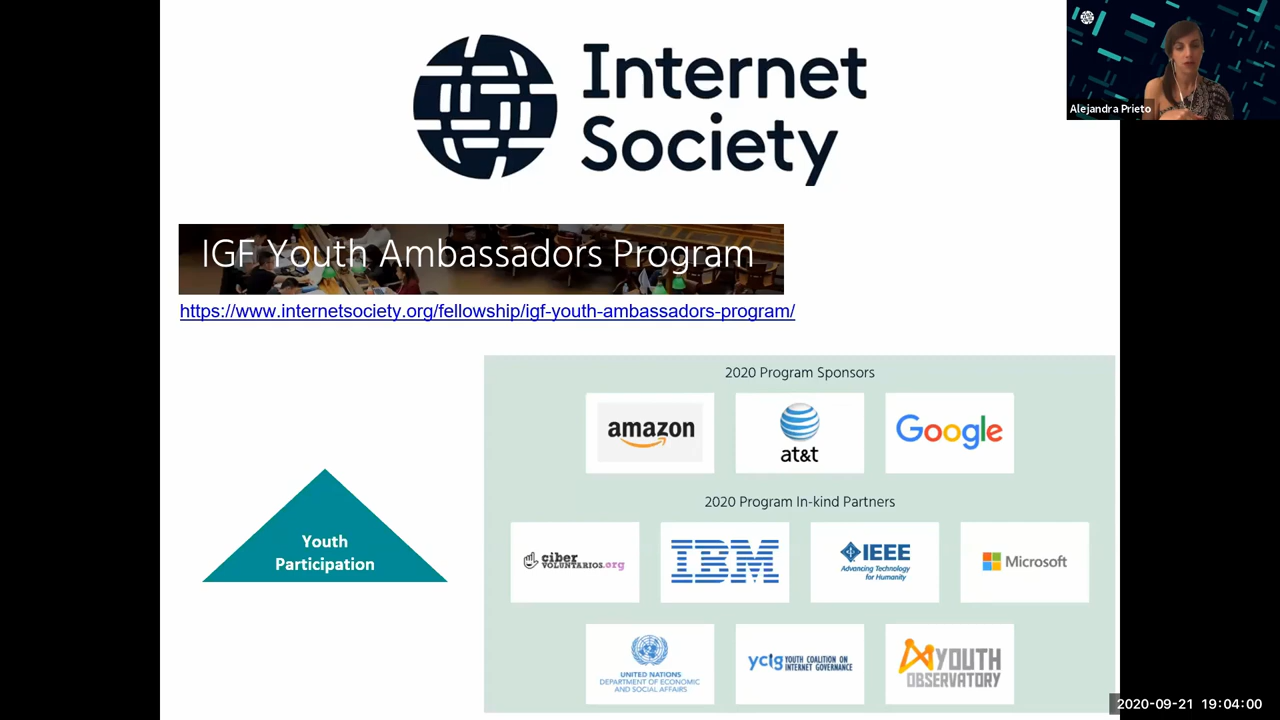 Internet
Society
Alejandra Prieto
IGF Youth Ambassadors Program
https://www.internetsociety.org/fellowship/igf-youth-ambassadors-program/
2020 Program Sponsors
amazon
at&t
Google
2020 Program In-kind Partners
ciber
VOLUNTARIOS.org
IBM
IEEE
Advancing Technology
for Humanity
Microsoft
Youth
Participation
UNITED NATIONS
DEPARTMENT OF ECONOMIC
AND SOCIAL AFFAIRS
ycig YOUTH COALITION ON
INTERNET GOVERNANCE
YOUTH
OBSERVATORY
2020-09-21 19:04:00